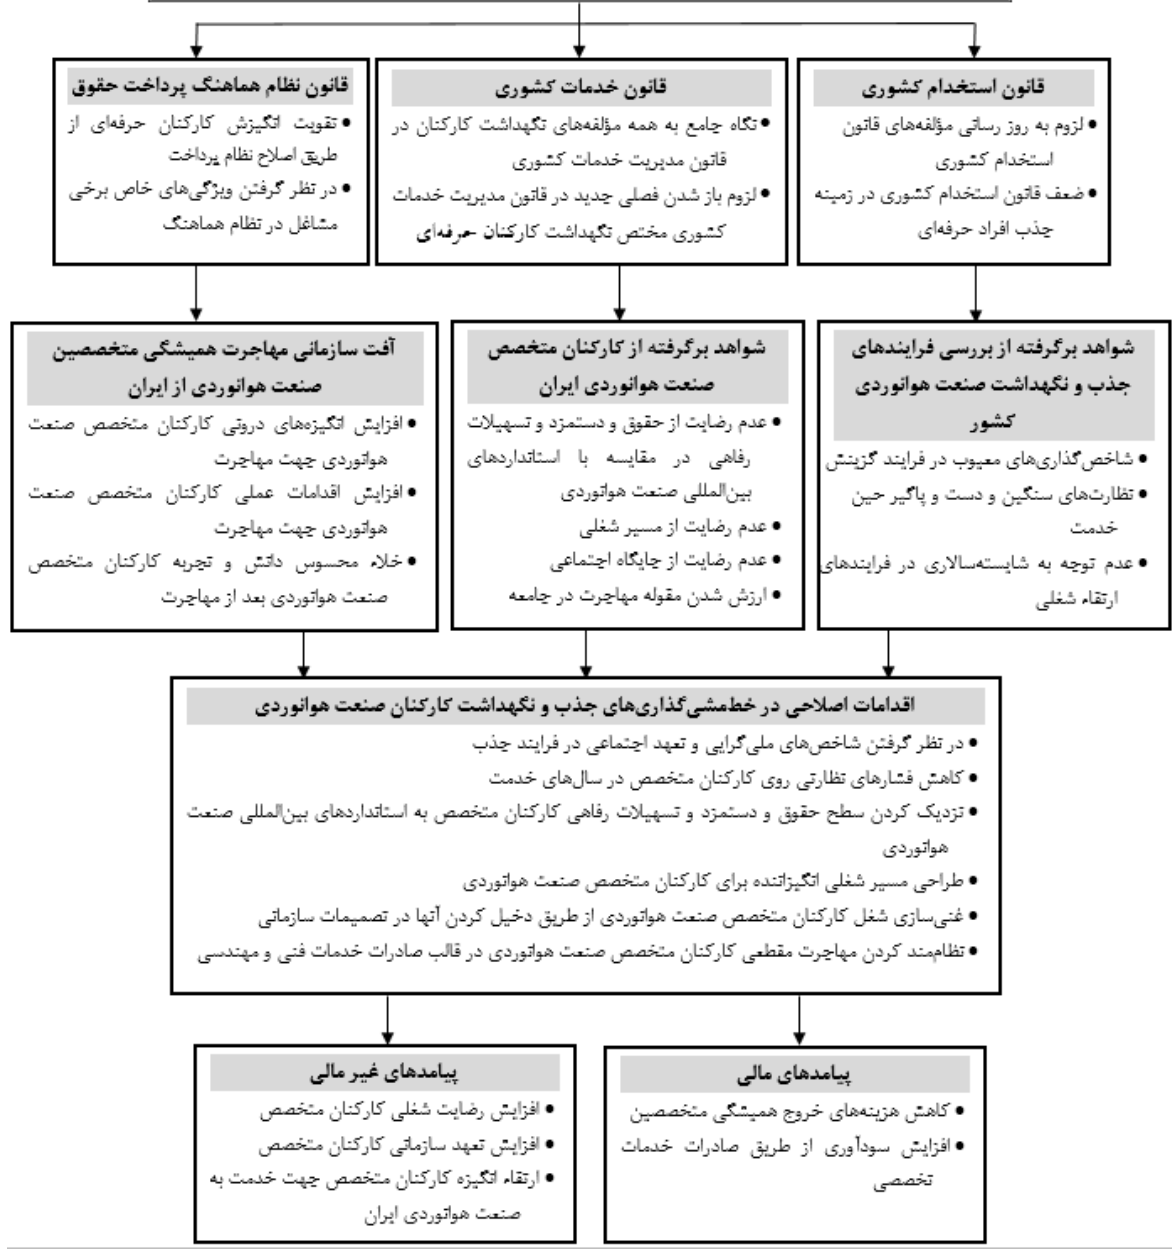 قانون استخدام کشوری
• لزوم به روز رسانی مؤلفه‌های قانون
استخدام کشوری
• ضعف قانون استخدام کشوری در زمینه
جذب افراد حرفه‌ای
قانون خدمات کشوری
• نگاه جامع به همه مؤلفه‌های نگهداشت کارکنان در
قانون مدیریت خدمات کشوری
• لزوم باز شدن فصلی جدید در قانون مدیریت خدمات
کشوری مختص نگهداشت کارکنان حرفه‌ای
قانون نظام هماهنگ پرداخت حقوق
• تقویت انگیزش کارکنان حرفه‌ای از
طریق اصلاح نظام پرداخت
• در نظر گرفتن ویژگی‌های خاص برخی
مشاغل در نظام هماهنگ
شواهد برگرفته از بررسی فرایندهای
جذب و نگهداشت صنعت هوانوردی
کشور
• شاخص‌گذاری‌های معیوب در فرایند گزینش
• نظارت‌های سنگین و دست و پاگیر حین
خدمت
• عدم توجه به شایسته‌سالاری در فرایندهای
ارتقاء شغلی
شواهد برگرفته از کارکنان متخصص
صنعت هوانوردی ایران
• عدم رضایت از حقوق و دستمزد و تسهیلات
رفاهی در مقایسه با استانداردهای
بین‌المللی صنعت هوانوردی
• عدم رضایت از مسیر شغلی
• عدم رضایت از جایگاه اجتماعی
• ارزش شدن مقوله مهاجرت در جامعه
آفت سازمانی مهاجرت همیشگی متخصصین
صنعت هوانوردی از ایران
• افزایش انگیزه‌های درونی کارکنان متخصص صنعت
هوانوردی جهت مهاجرت
• افزایش اقدامات عملی کارکنان متخصص صنعت
هوانوردی جهت مهاجرت
• خلاء محسوس دانش و تجربه کارکنان متخصص
صنعت هوانوردی بعد از مهاجرت
اقدامات اصلاحی در خط‌مشی‌گذاری‌های جذب و نگهداشت کارکنان صنعت هوانوردی
• در نظر گرفتن شاخص‌های ملی‌گرایی و تعهد اجتماعی در فرایند جذب
• کاهش فشارهای نظارتی روی کارکنان متخصص در سال‌های خدمت
• نزدیک کردن سطح حقوق و دستمزد و تسهیلات رفاهی کارکنان متخصص به استانداردهای بین‌المللی صنعت
هوانوردی
• طراحی مسیر شغلی انگیزاننده برای کارکنان متخصص صنعت هوانوردی
• غنی‌سازی شغل کارکنان متخصص صنعت هوانوردی از طریق دخیل کردن آنها در تصمیمات سازمانی
• نظام‌مند کردن مهاجرت مقطعی کارکنان متخصص صنعت هوانوردی در قالب صادرات خدمات فنی و مهندسی
پیامدهای مالی
• کاهش هزینه‌های خروج همیشگی متخصصین
• افزایش سودآوری از طریق صادرات خدمات
تخصصی
پیامدهای غیر مالی
• افزایش رضایت شغلی کارکنان متخصص
• افزایش تعهد سازمانی کارکنان متخصص
• ارتقاء انگیزه کارکنان متخصص جهت خدمت به
صنعت هوانوردی ایران